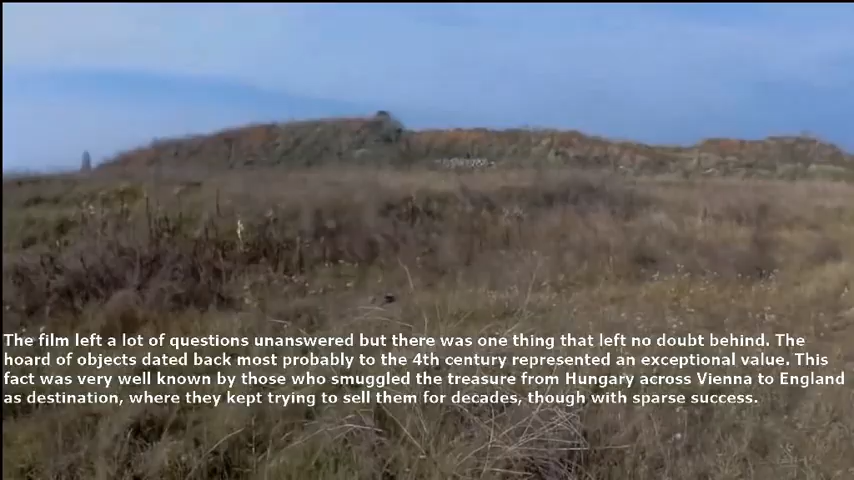 The film left a lot of questions unanswered but there was one thing that left no doubt behind. The
hoard of objects dated back most probably to the 4th century represented an exceptional value. This
fact was very well known by those who smuggled the treasure from Hungary across Vienna to England
as destination, where they kept trying to sell them for decades, though with sparse success.